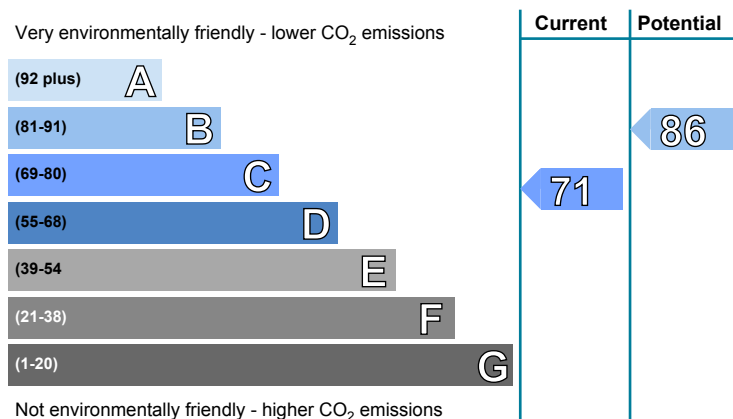 Very environmentally friendly - lower CO2 emissions
Current
Potential
(92 plus) A
(81-91) B
(69-80) C
(55-68) D
(39-54 E
(21-38) F
(1-20) G
71
86
Not environmentally friendly - higher CO2 emissions